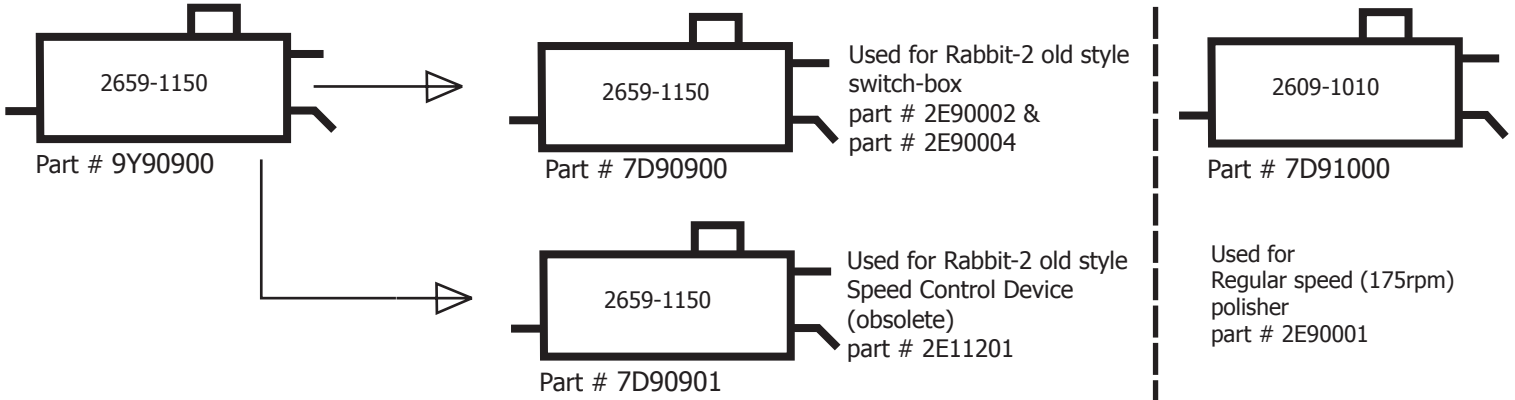 2659-1150
Part # 9Y90900
2659-1150
Part # 7D90900
Used for Rabbit-2 old style
switch-box
part # 2E90002 &
part # 2E90004
2659-1150
Part # 7D90901
Used for Rabbit-2 old style
Speed Control Device
(obsolete)
part # 2E11201
2609-1010
Part # 7D91000
Used for
Regular speed (175rpm)
polisher
part # 2E90001